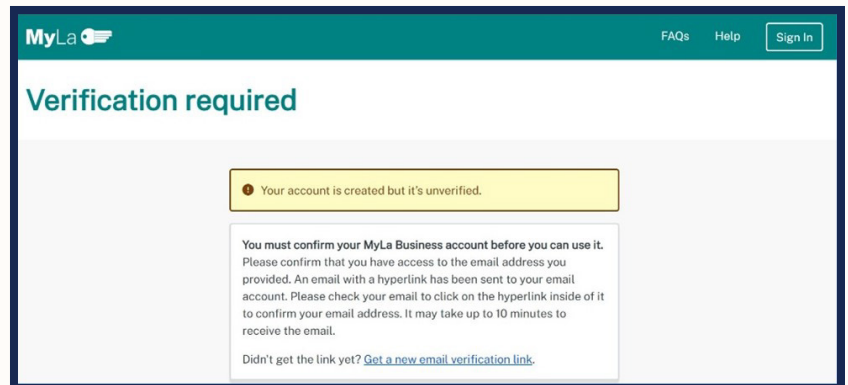 MyLa
FAQs Help Sign In
Verification required
Your account is created but it's unverified.
You must confirm your MyLa Business account before you can use it.
Please confirm that you have access to the email address you
provided. An email with a hyperlink has been sent to your email
account. Please check your email to click on the hyperlink inside of it
to confirm your email address. It may take up to 10 minutes to
receive the email.
Didn't get the link yet? Get a new email verification link.